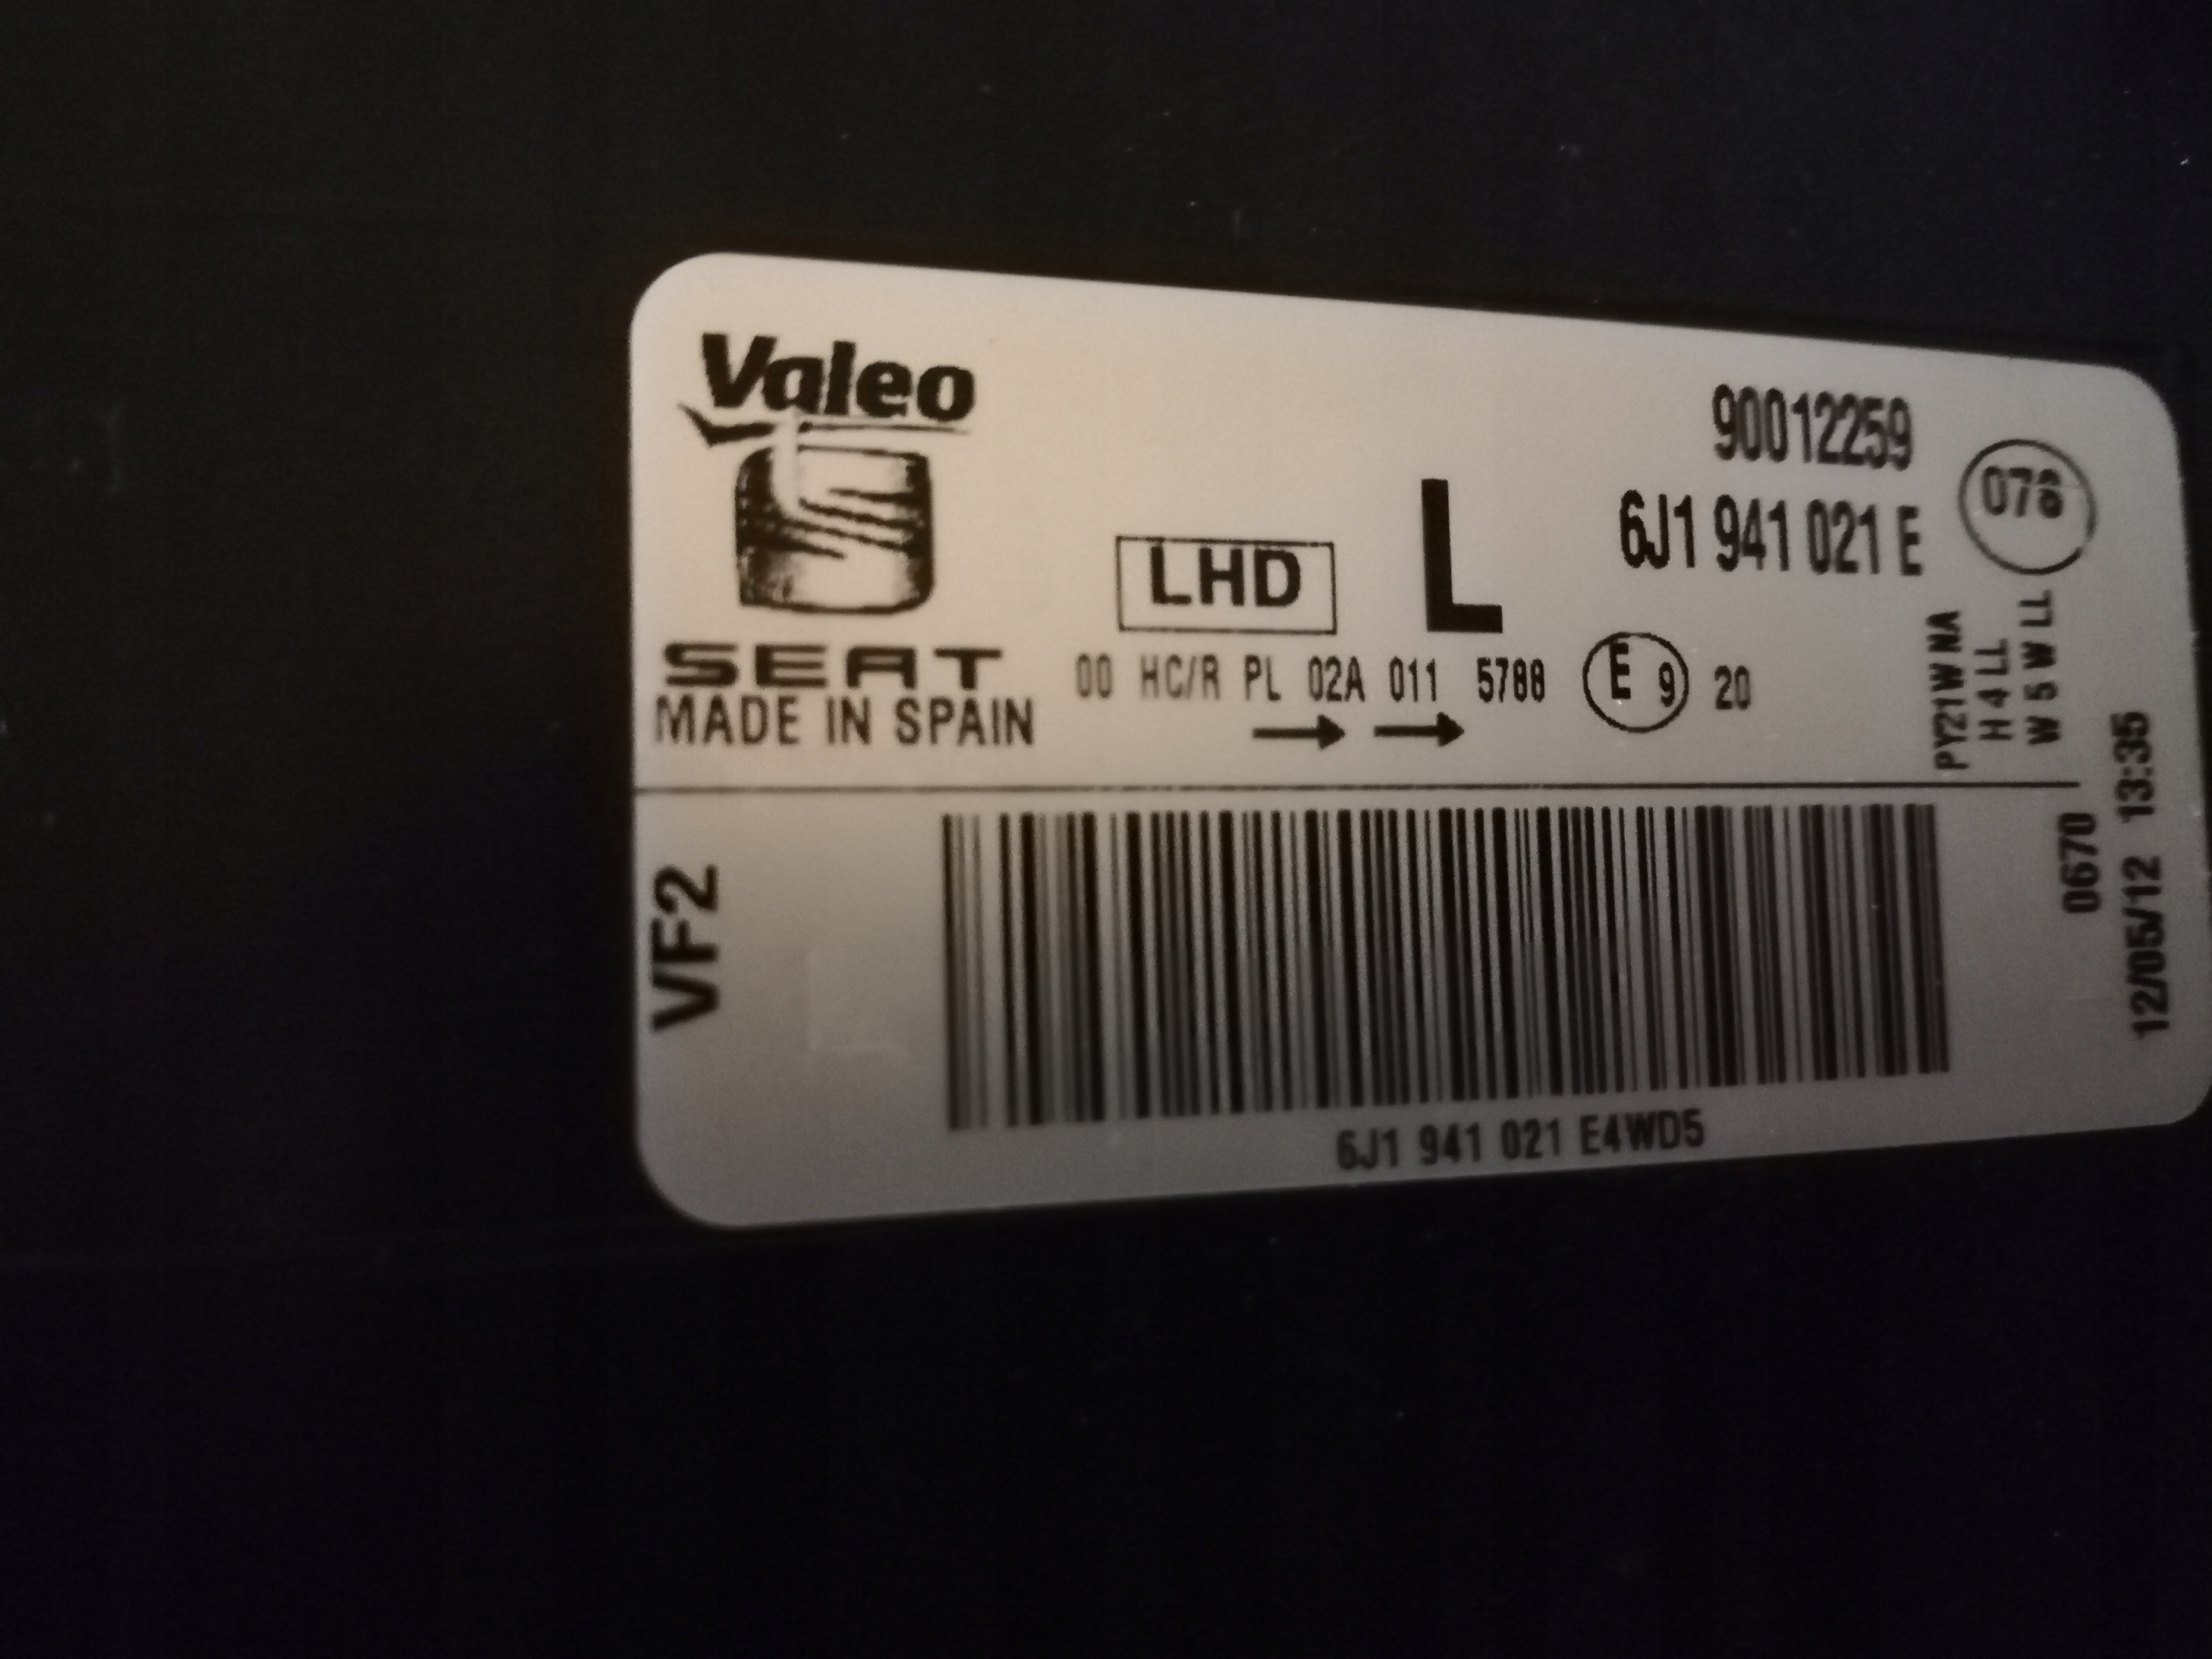 Valeo
SEAT
MADE IN SPAIN
LHD
L
90012259
6J1 941 021 E
00 HC/R PL 02A 011 5788 E 9 20
PY21W NA
H 4 LL
W 5 W LL
VF2
0670
12/05/12 13:35
6J1 941 021 E4WD5